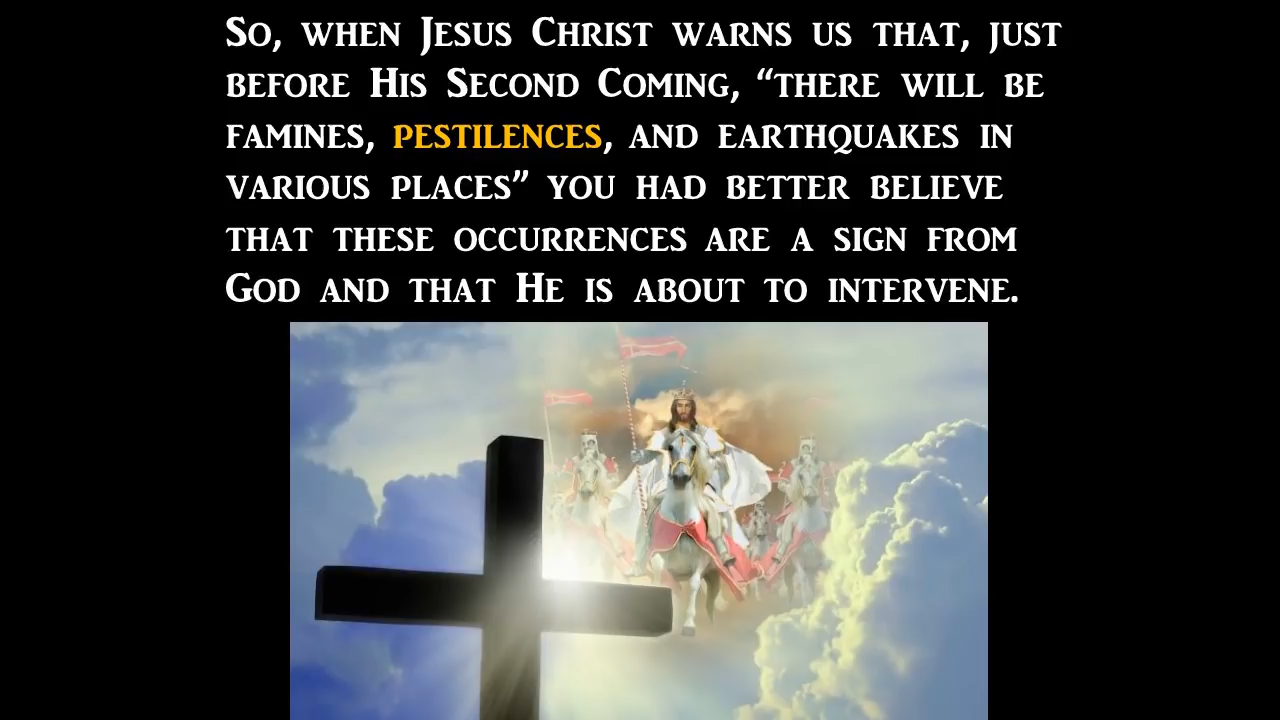 So, when Jesus Christ warns us that, just
before His Second Coming, “there will be
famines, pestilences, and earthquakes in
various places” you had better believe
that these occurrences are a sign from
God and that He is about to intervene.